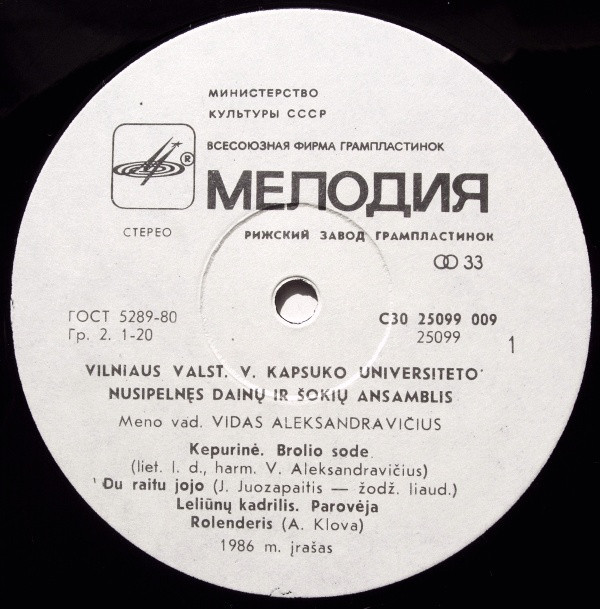 МИНИСТЕРСТВО
КУЛЬТУРЫ СССР
ВСЕСОЮЗНАЯ ФИРМА ГРАМПЛАСТИНОК
®
МЕЛОДИЯ
СТЕРЕО
РИЖСКИЙ ЗАВОД ГРАМПЛАСТИНОК
33
ГОСТ 5289-80
С30 25099 009
Гр. 2. 1-20
25099
1
VILNIAUS VALST. V. KAPSUKO UNIVERSITETO
NUSIPELNĘS DAINŲ IR ŠOKIŲ ANSAMBLIS
Meno vad. VIDAS ALEKSANDRAVIČIUS
Kepurinė. Brolio sode
(liet. l. d., harm. V. Aleksandravičius)
Du raitu jojo (J. Juozapaitis — žodž. liaud.)
Leliūnų kadrilis. Parovėja
Rolenderis (A. Klova)
1986 m. įrašas